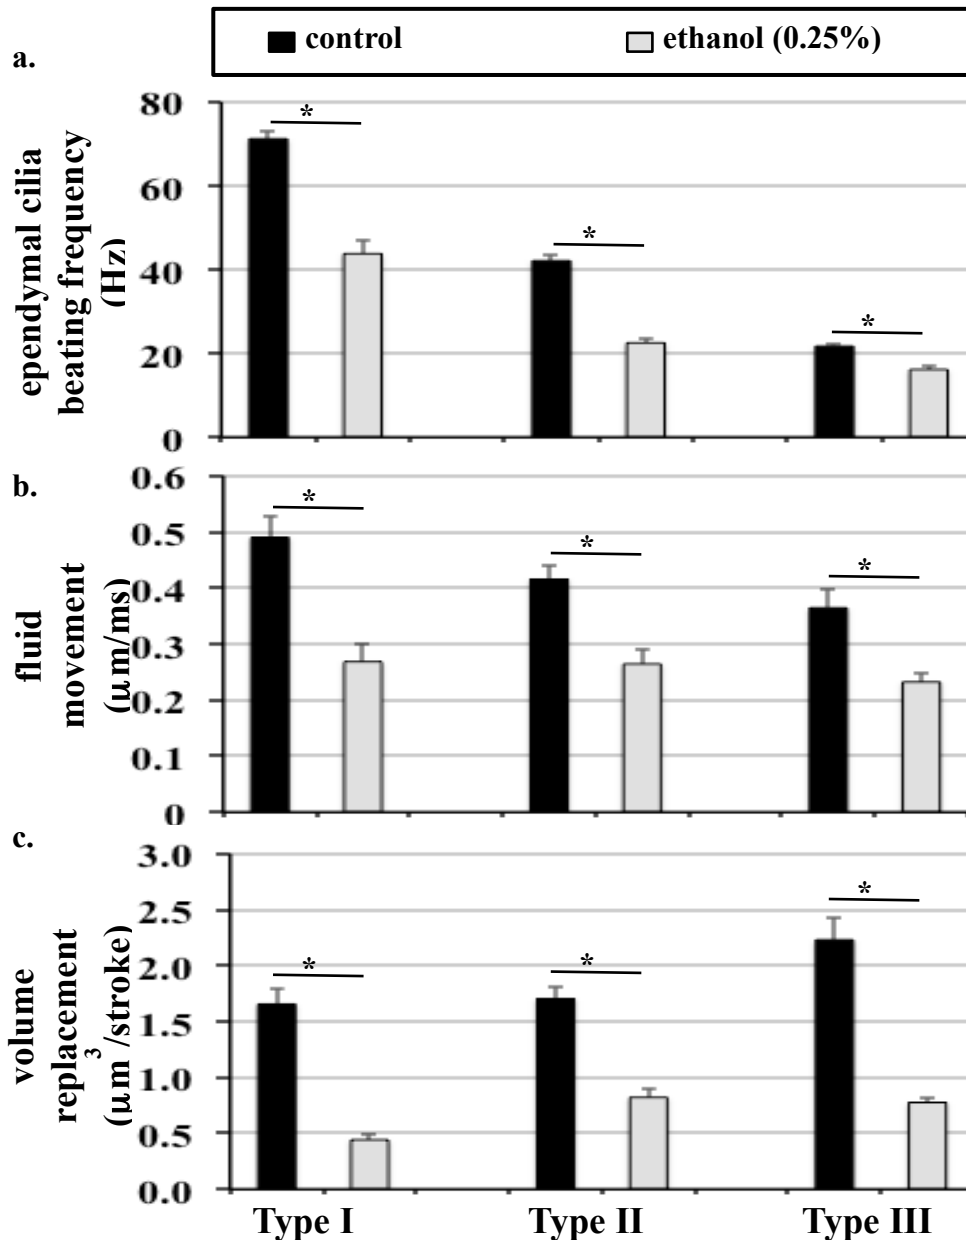 control ethanol (0.25%)
a.
ependymal cilia
beating frequency
(Hz)
80
60
40
20
0
*
*
*
b.
fluid
movement
(μm/ms)
0.6
0.5
0.4
0.3
0.2
0.1
0
*
*
*
c.
volume
replacement
(μm³/stroke)
3.0
2.5
2.0
1.5
1.0
0.5
0.0
*
*
*
Type I Type II Type III